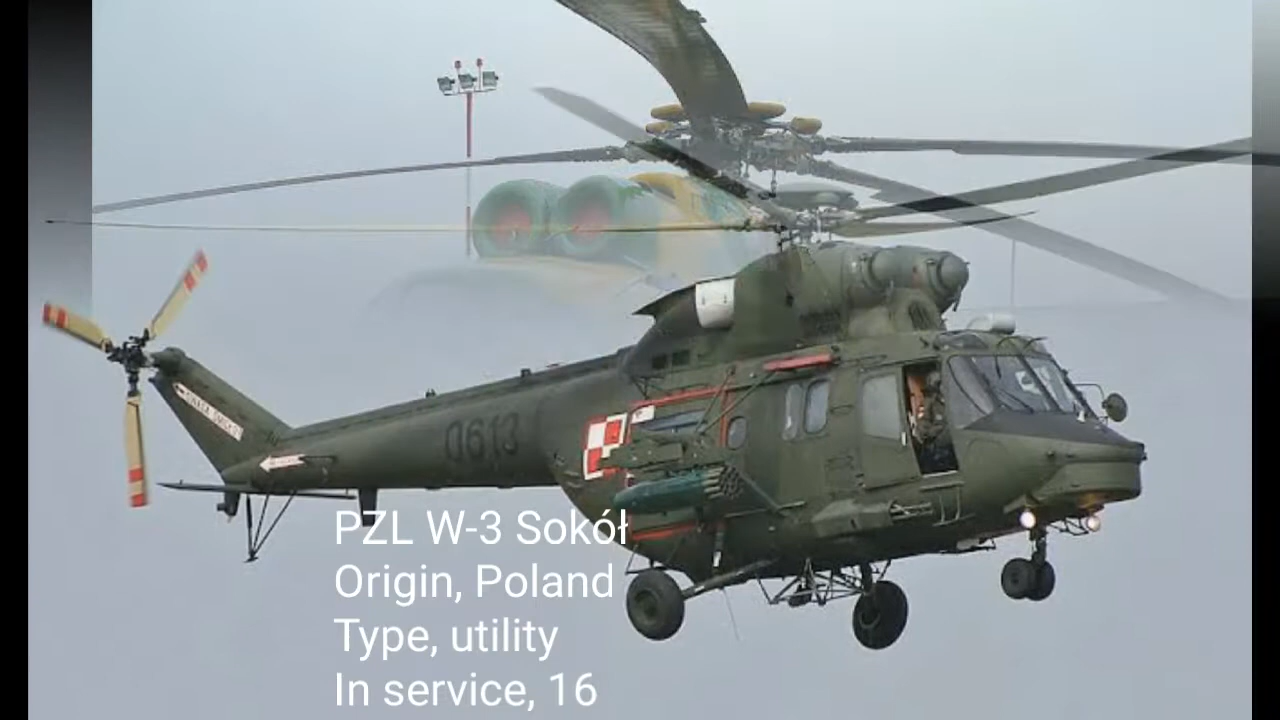 0613
PZL W-3 Sokół
Origin, Poland
Type, utility
In service, 16